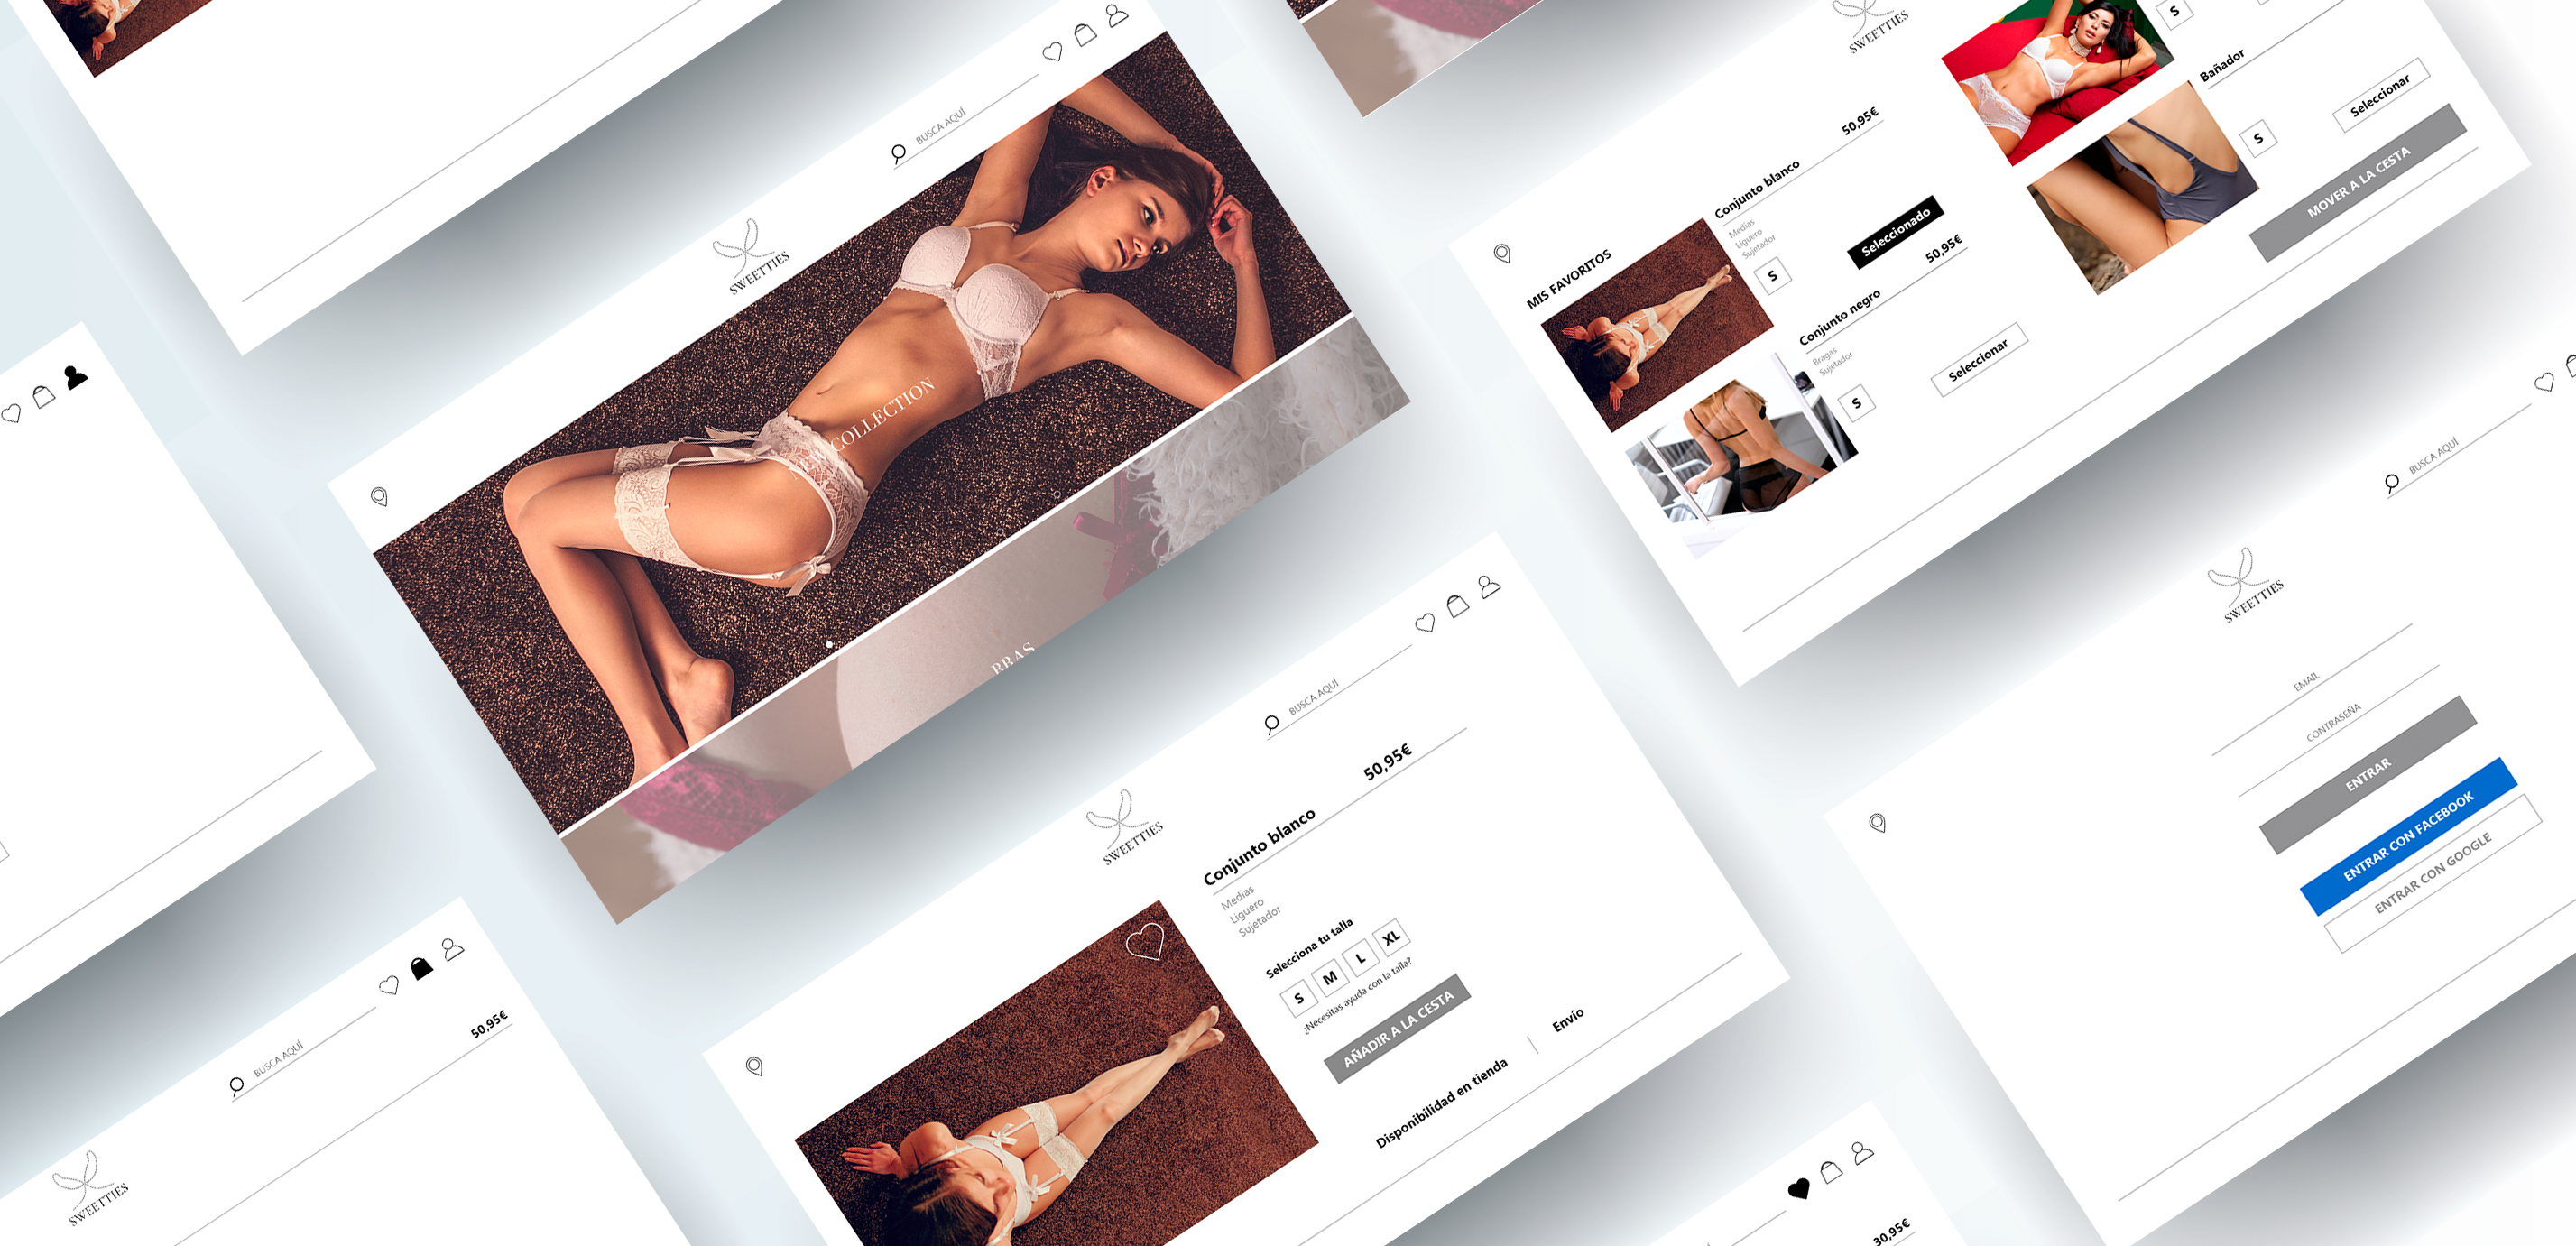 BUSCA AQUÍ
SWEETTIES
COLLECTION
BRAS
SWEETTIES
MIS FAVORITOS
Conjunto blanco
50,95€
Medias
Liguero
Sujetador
S
Seleccionado
Conjunto negro
50,95€
Bragas
Sujetador
S
Seleccionar
S
Bañador
S
Seleccionar
MOVER A LA CESTA
BUSCA AQUÍ
SWEETTIES
Conjunto blanco
50,95€
Medias
Liguero
Sujetador
Selecciona tu talla
S M L XL
¿Necesitas ayuda con la talla?
AÑADIR A LA CESTA
Disponibilidad en tienda | Envío
BUSCA AQUÍ
SWEETTIES
EMAIL
CONTRASEÑA
ENTRAR
ENTRAR CON FACEBOOK
ENTRAR CON GOOGLE
BUSCA AQUÍ
SWEETTIES
50,95€
30,95€